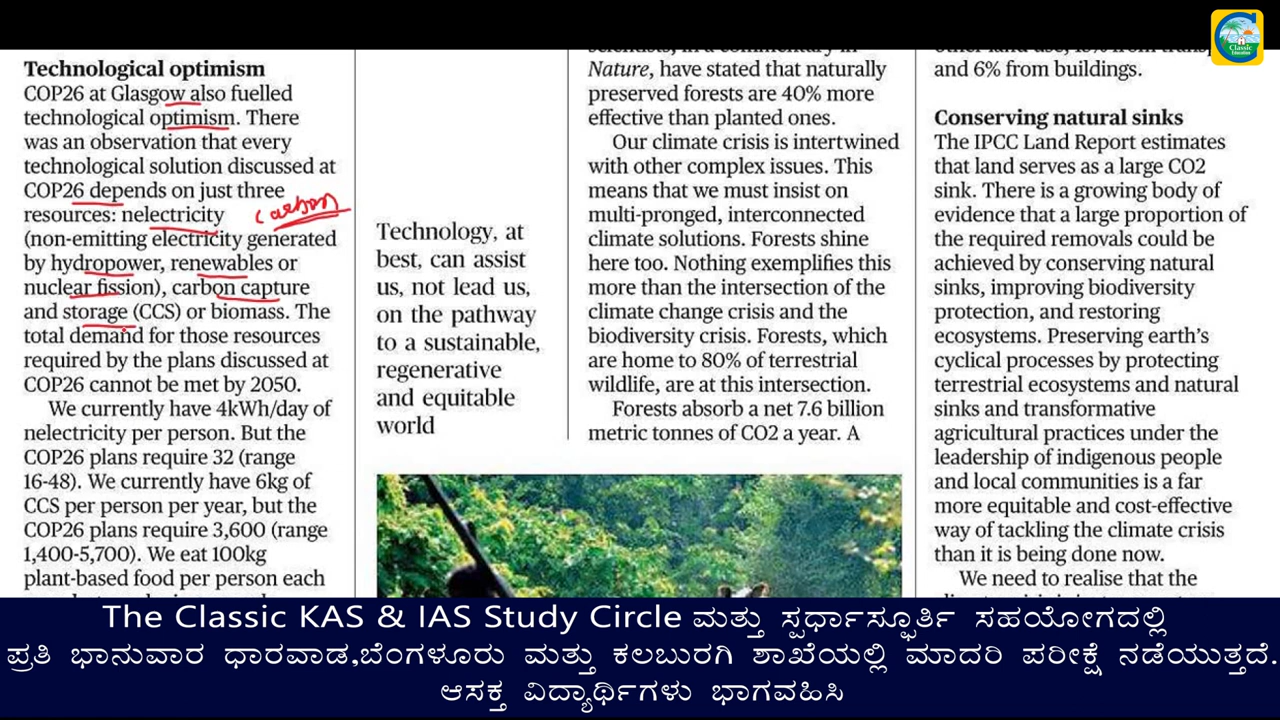 Classic
Education
Technological optimism
COP26 at Glasgow also fuelled
technological optimism. There
was an observation that every
technological solution discussed at
COP26 depends on just three
resources: nelectricity
(non-emitting electricity generated
by hydropower, renewables or
nuclear fission), carbon capture
and storage (CCS) or biomass. The
total demand for those resources
required by the plans discussed at
COP26 cannot be met by 2050.
We currently have 4kWh/day of
nelectricity per person. But the
COP26 plans require 32 (range
16-48). We currently have 6kg of
CCS per person per year, but the
COP26 plans require 3,600 (range
1,400-5,700). We eat 100kg
plant-based food per person each
carbon
Technology, at
best, can assist
us, not lead us,
on the pathway
to a sustainable,
regenerative
and equitable
world
scientists, in a commentary in
Nature, have stated that naturally
preserved forests are 40% more
effective than planted ones.
Our climate crisis is intertwined
with other complex issues. This
means that we must insist on
multi-pronged, interconnected
climate solutions. Forests shine
here too. Nothing exemplifies this
more than the intersection of the
climate change crisis and the
biodiversity crisis. Forests, which
are home to 80% of terrestrial
wildlife, are at this intersection.
Forests absorb a net 7.6 billion
metric tonnes of CO2 a year. A
and 6% from buildings.
Conserving natural sinks
The IPCC Land Report estimates
that land serves as a large CO2
sink. There is a growing body of
evidence that a large proportion of
the required removals could be
achieved by conserving natural
sinks, improving biodiversity
protection, and restoring
ecosystems. Preserving earth's
cyclical processes by protecting
terrestrial ecosystems and natural
sinks and transformative
agricultural practices under the
leadership of indigenous people
and local communities is a far
more equitable and cost-effective
way of tackling the climate crisis
than it is being done now.
We need to realise that the
The Classic KAS & IAS Study Circle ಮತ್ತು ಸ್ಪರ್ಧಾಸ್ಫೂರ್ತಿ ಸಹಯೋಗದಲ್ಲಿ
ಪ್ರತಿ ಭಾನುವಾರ ಧಾರವಾಡ,ಬೆಂಗಳೂರು ಮತ್ತು ಕಲಬುರಗಿ ಶಾಖೆಯಲ್ಲಿ ಮಾದರಿ ಪರೀಕ್ಷೆ ನಡೆಯುತ್ತದೆ.
ಆಸಕ್ತ ವಿದ್ಯಾರ್ಥಿಗಳು ಭಾಗವಹಿಸಿ